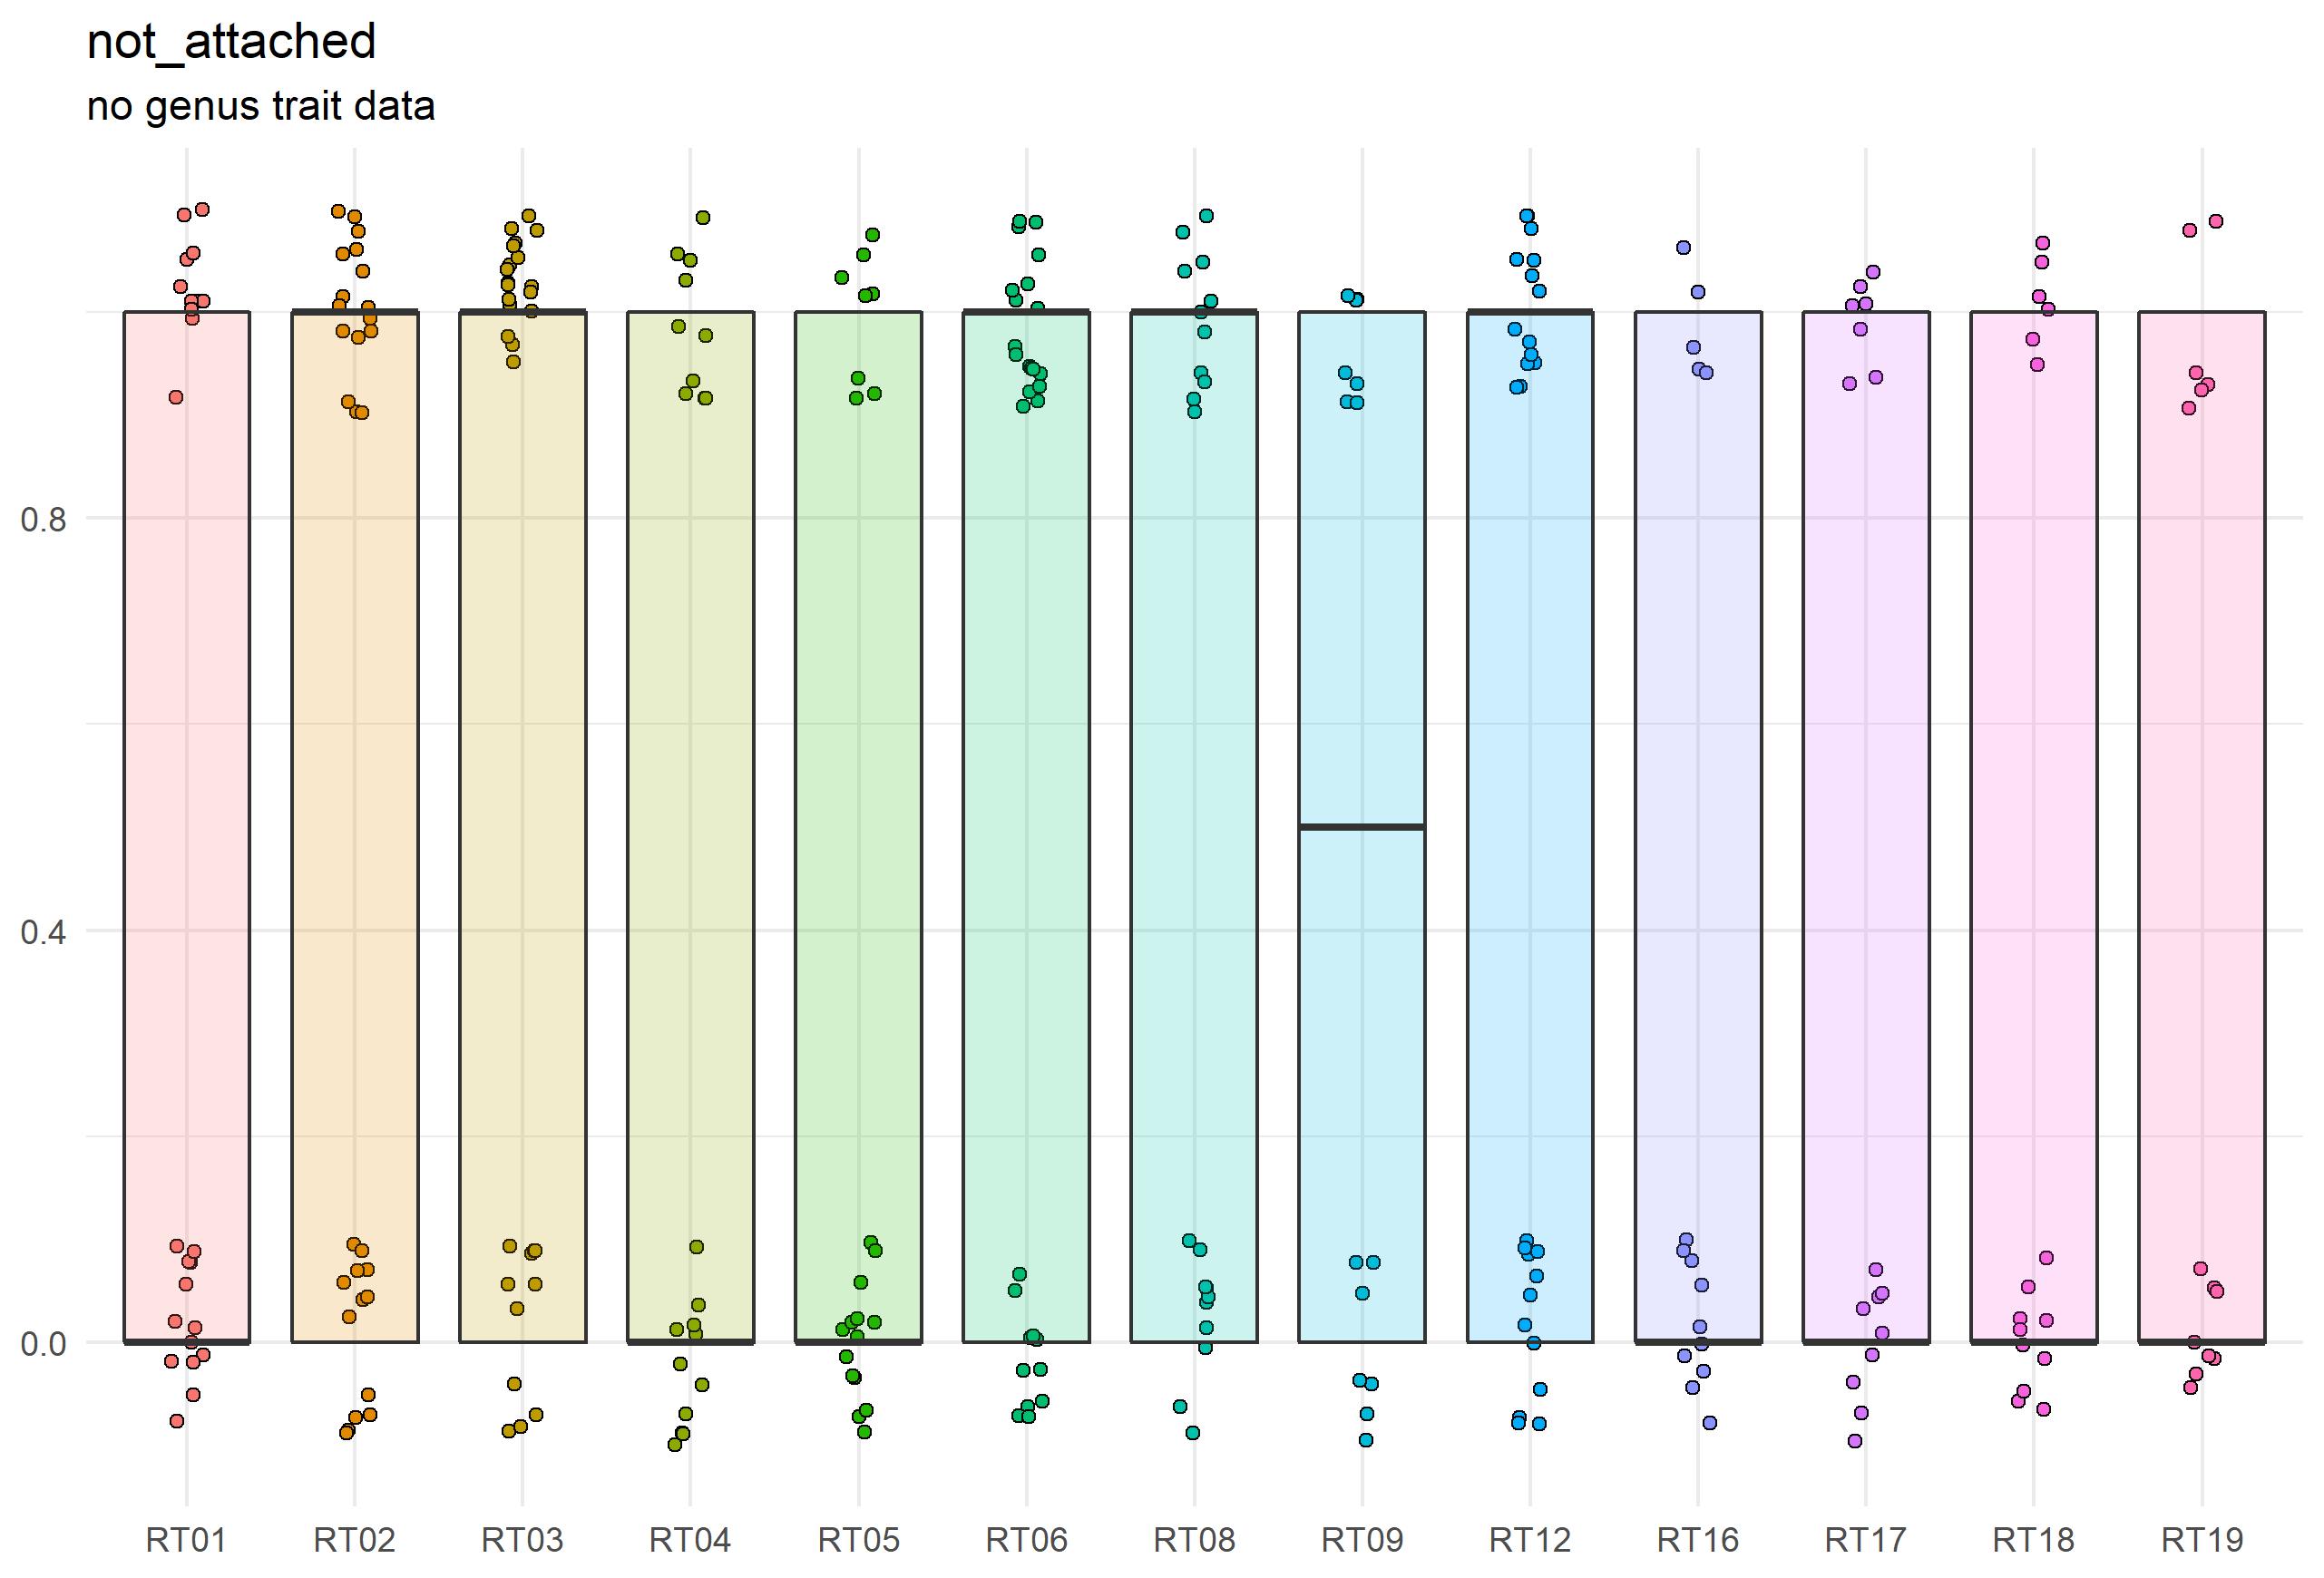 not_attached
no genus trait data
0.8
0.4
0.0
RT01 RT02 RT03 RT04 RT05 RT06 RT08 RT09 RT12 RT16 RT17 RT18 RT19